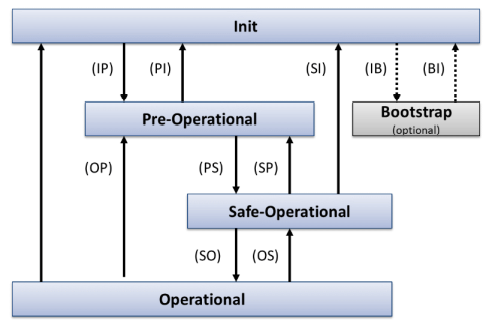 Init
(IP)
(PI)
(SI)
(IB)
(BI)
Pre-Operational
Bootstrap
(optional)
(OP)
(PS)
(SP)
Safe-Operational
(SO)
(OS)
Operational